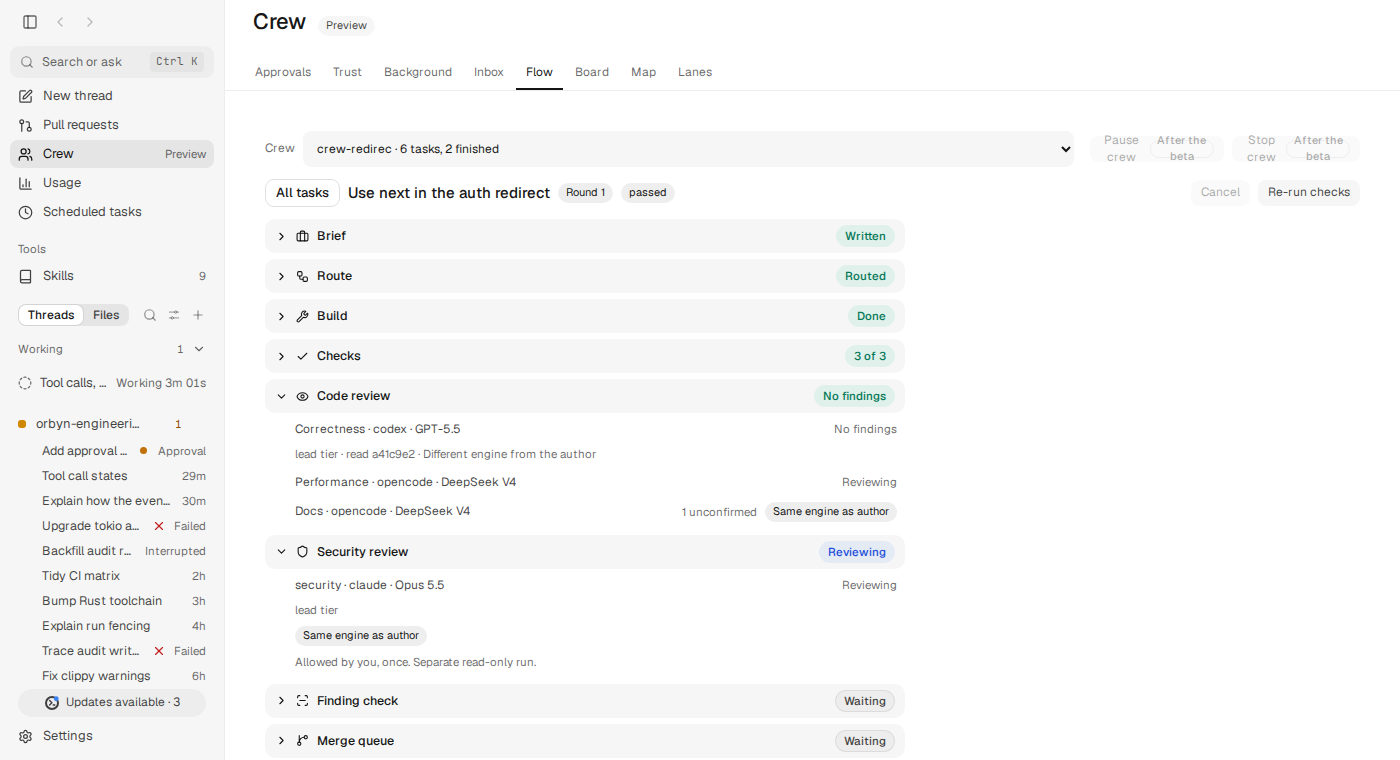 Crew
Preview
Search or ask
Ctrl K
New thread
Pull requests
Crew
Preview
Usage
Scheduled tasks
Tools
Skills
9
Threads
Files
Working
1
Tool calls, ...
Working 3m 01s
orbyn-engineeri...
1
Add approval ...
Approval
Tool call states
29m
Explain how the even...
30m
Upgrade tokio a...
Failed
Backfill audit r...
Interrupted
Tidy CI matrix
2h
Bump Rust toolchain
3h
Explain run fencing
4h
Trace audit writ...
Failed
Fix clippy warnings
6h
Updates available · 3
Settings
Approvals
Trust
Background
Inbox
Flow
Board
Map
Lanes
Crew
crew-redirec · 6 tasks, 2 finished
Pause crew
After the beta
Stop crew
After the beta
All tasks
Use next in the auth redirect
Round 1
passed
Cancel
Re-run checks
Brief
Written
Route
Routed
Build
Done
Checks
3 of 3
Code review
No findings
Correctness · codex · GPT-5.5
No findings
lead tier · read a41c9e2 · Different engine from the author
Performance · opencode · DeepSeek V4
Reviewing
Docs · opencode · DeepSeek V4
1 unconfirmed
Same engine as author
Security review
Reviewing
security · claude · Opus 5.5
Reviewing
lead tier
Same engine as author
Allowed by you, once. Separate read-only run.
Finding check
Waiting
Merge queue
Waiting